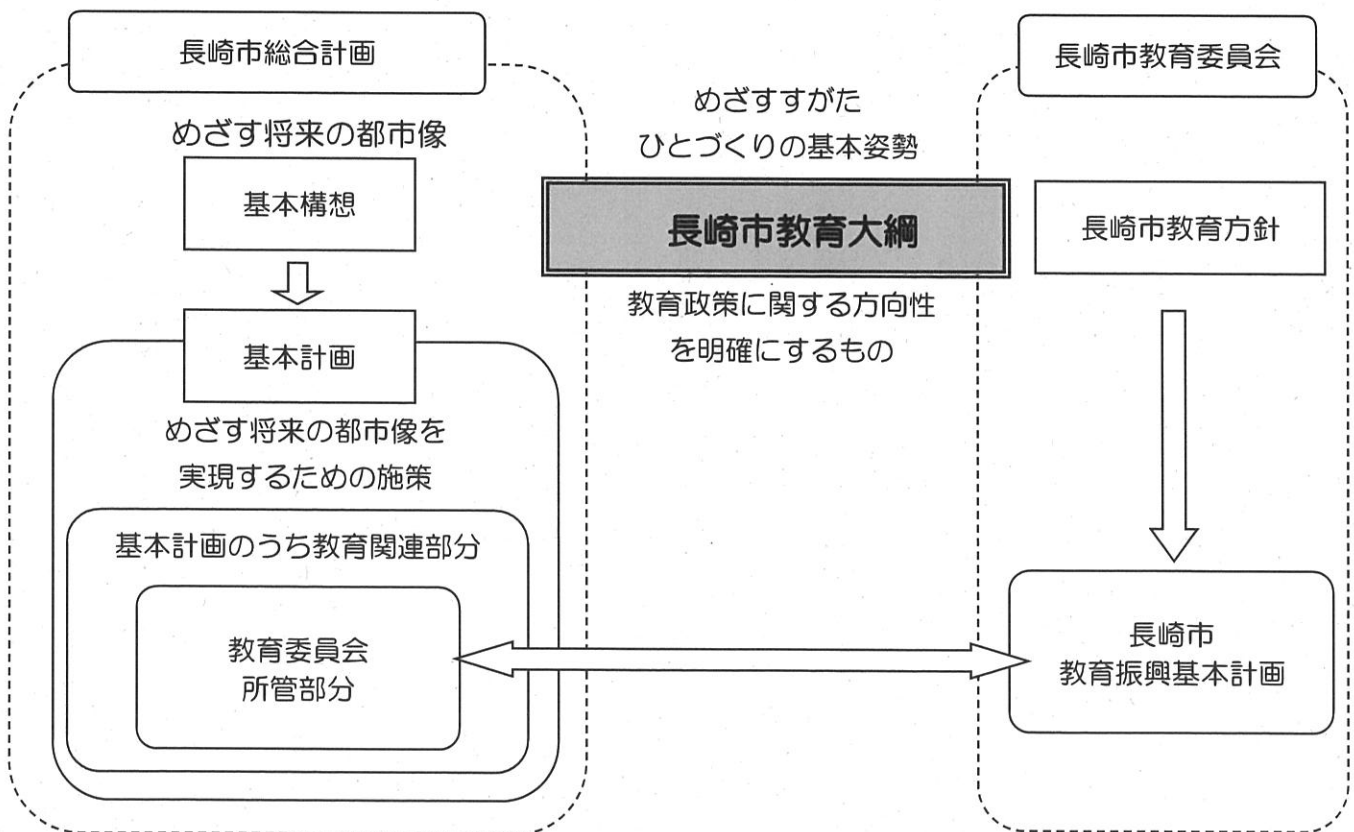 長崎市総合計画
めざす将来の都市像
基本構想
基本計画
めざす将来の都市像を
実現するための施策
基本計画のうち教育関連部分
教育委員会
所管部分
めざすすがた
ひとづくりの基本姿勢
長崎市教育大綱
教育政策に関する方向性
を明確にするもの
長崎市教育委員会
長崎市教育方針
長崎市
教育振興基本計画